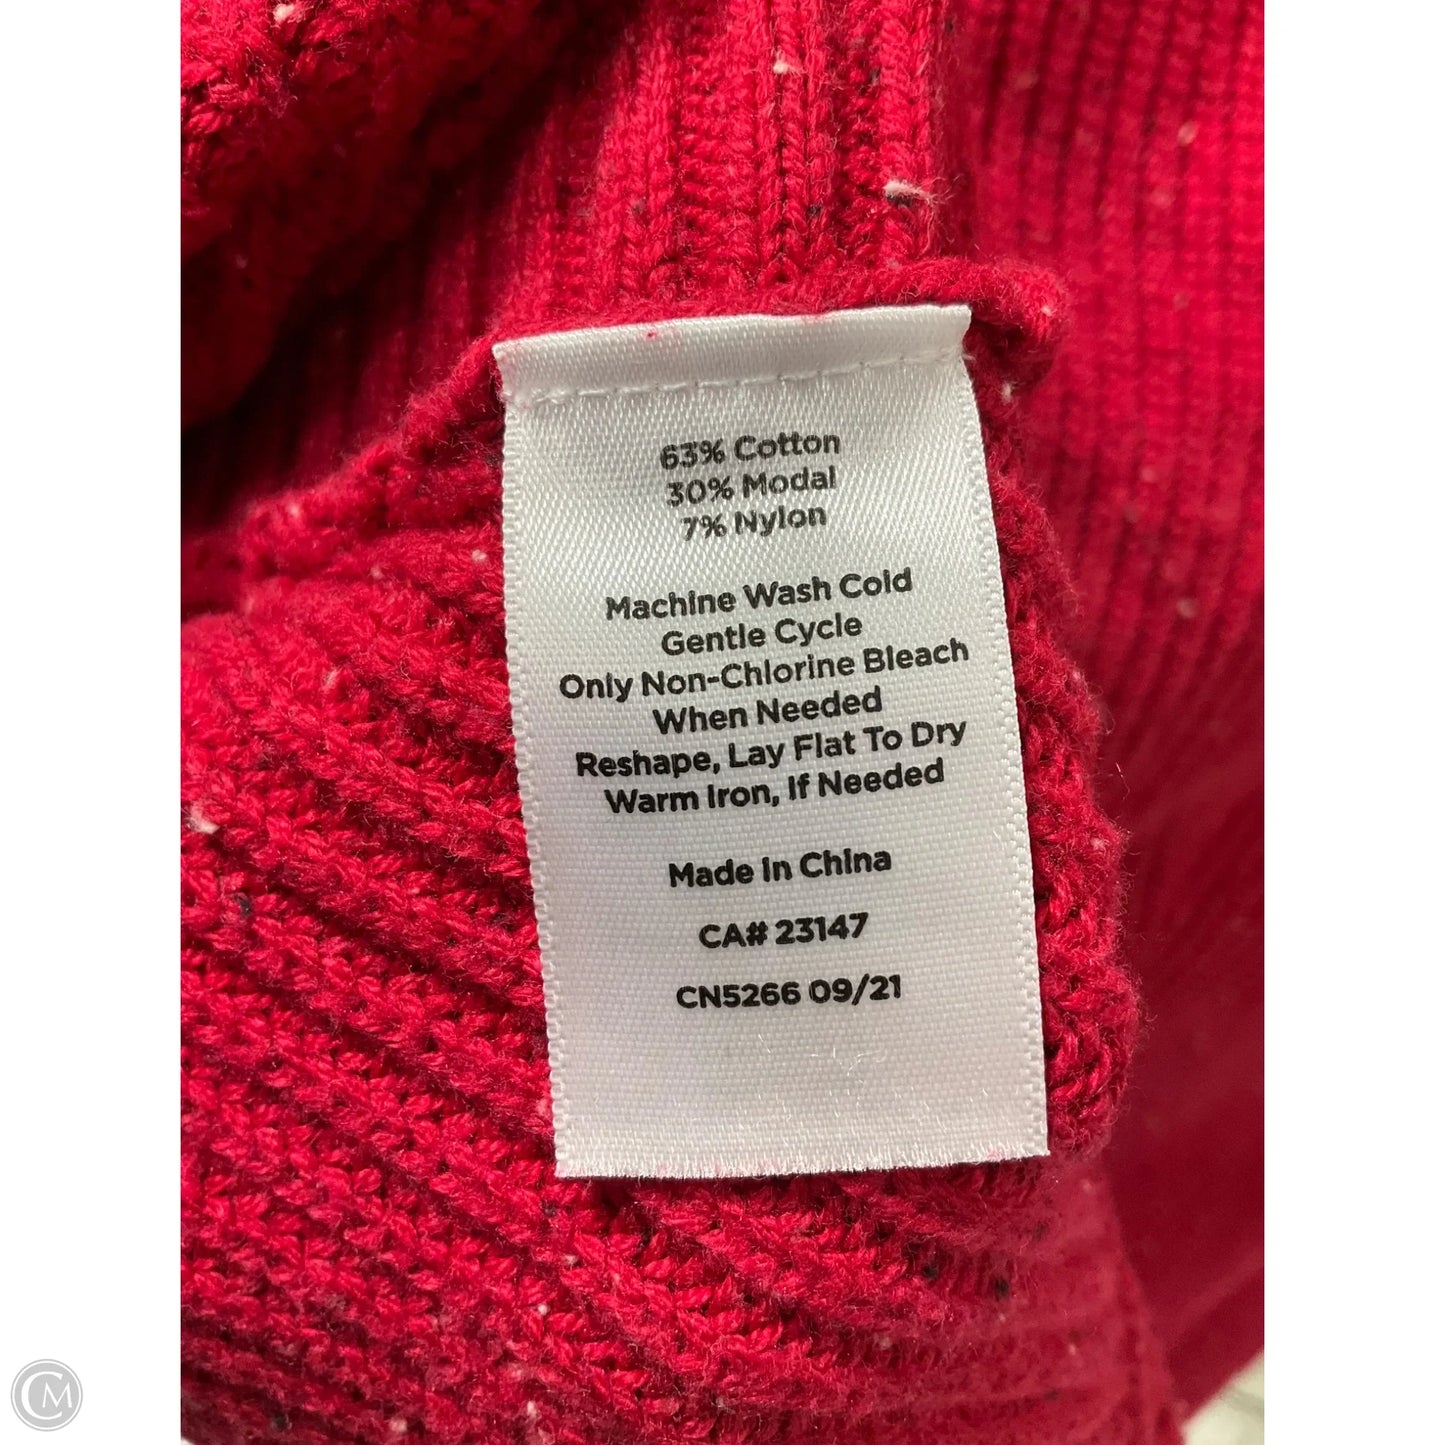 63% Cotton
30% Modal
7% Nylon
Machine Wash Cold
Gentle Cycle
Only Non-Chlorine Bleach
When Needed
Reshape, Lay Flat To Dry
Warm Iron, If Needed
Made In China
CA# 23147
CN5266 09/21
CM